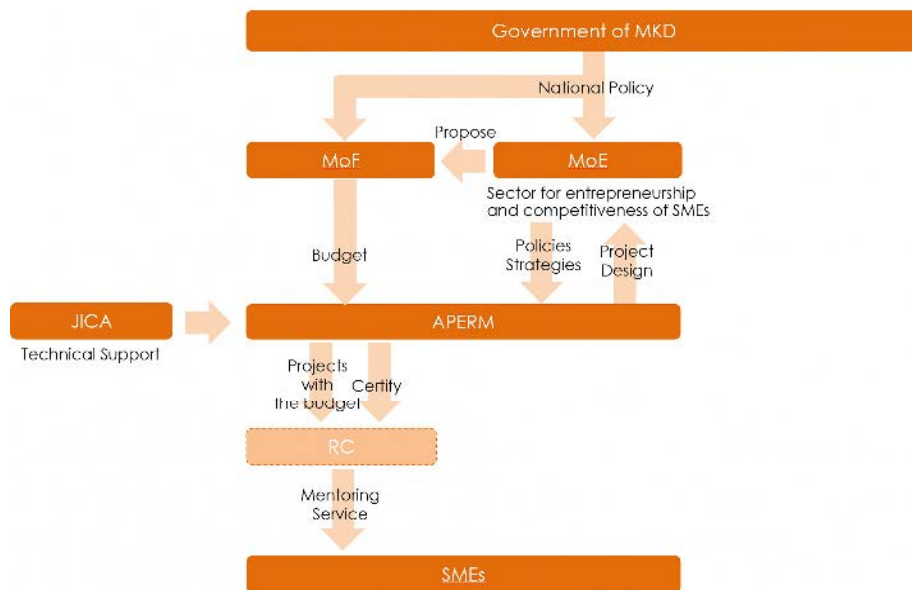 Government of MKD
National Policy
Propose
MoF
MoE
Sector for entrepreneurship
and competitiveness of SMEs
Budget
Policies
Strategies
Project
Design
JICA
APERM
Technical Support
Projects
with
the budget
Certify
RC
Mentoring
Service
SMEs